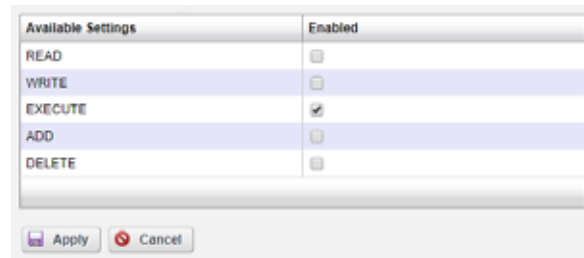 Available Settings Enabled
READ
WRITE
EXECUTE
ADD
DELETE
Apply Cancel